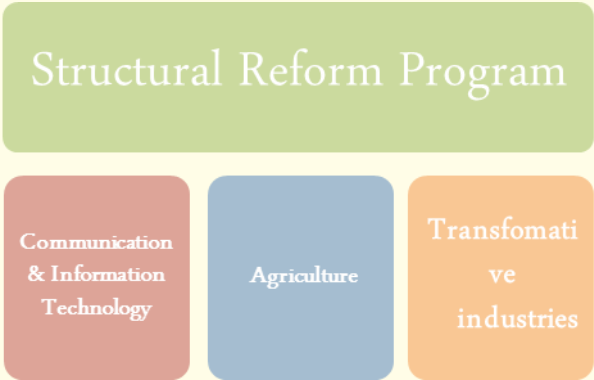 Structural Reform Program
Communication
& Information
Technology
Agriculture
Transfomati
ve
industries